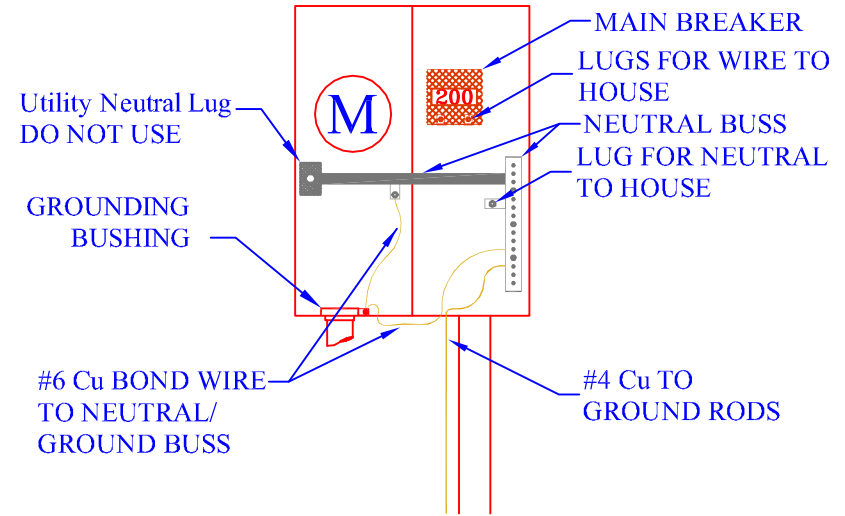 MAIN BREAKER
LUGS FOR WIRE TO
HOUSE
200
M
Utility Neutral Lug
DO NOT USE
NEUTRAL BUSS
LUG FOR NEUTRAL
TO HOUSE
GROUNDING
BUSHING
#6 Cu BOND WIRE
TO NEUTRAL/
GROUND BUSS
#4 Cu TO
GROUND RODS